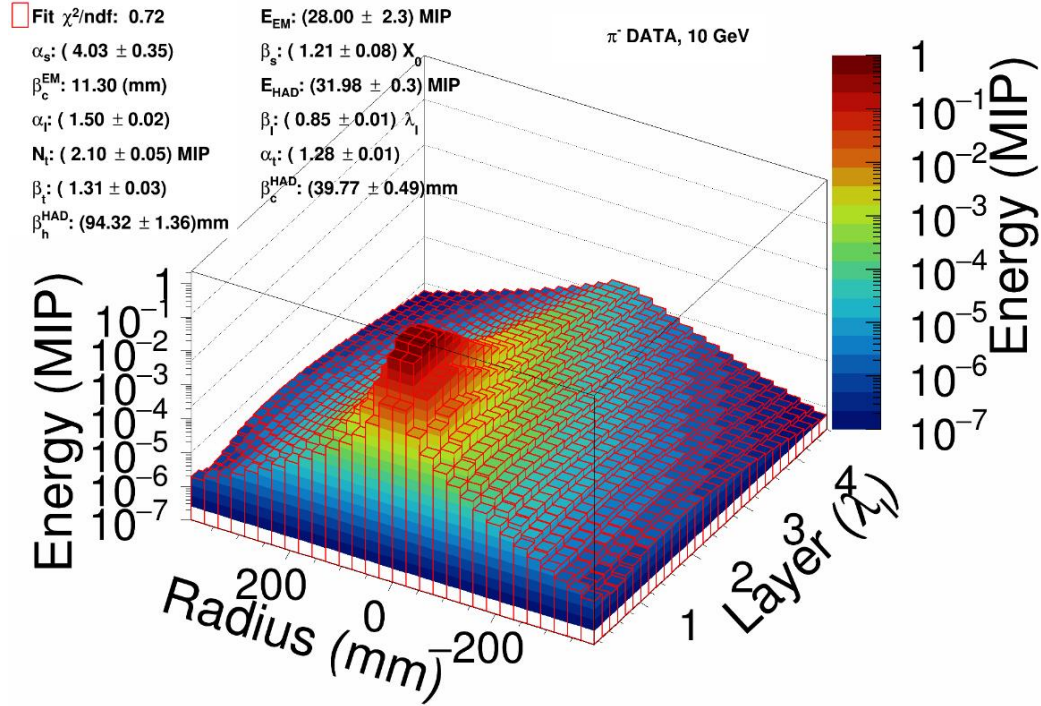 Fit χ²/ndf: 0.72
E_EM: (28.00 ± 2.3) MIP
α_s: ( 4.03 ± 0.35)
β_s: ( 1.21 ± 0.08) X_0
β_c^EM: 11.30 (mm)
E_HAD: (31.98 ± 0.3) MIP
α_l: ( 1.50 ± 0.02)
β_l: ( 0.85 ± 0.01) λ_I
N_t: ( 2.10 ± 0.05) MIP
α_t: ( 1.28 ± 0.01)
β_t: ( 1.31 ± 0.03)
β_c^HAD: (39.77 ± 0.49)mm
β_h^HAD: (94.32 ± 1.36)mm
π⁻ DATA, 10 GeV
Energy (MIP)
1
10⁻¹
10⁻²
10⁻³
10⁻⁴
10⁻⁵
10⁻⁶
10⁻⁷
Radius (mm)
200
0
−200
Layer (λ_I)
1
2
3
4
Energy (MIP)
1
10⁻¹
10⁻²
10⁻³
10⁻⁴
10⁻⁵
10⁻⁶
10⁻⁷